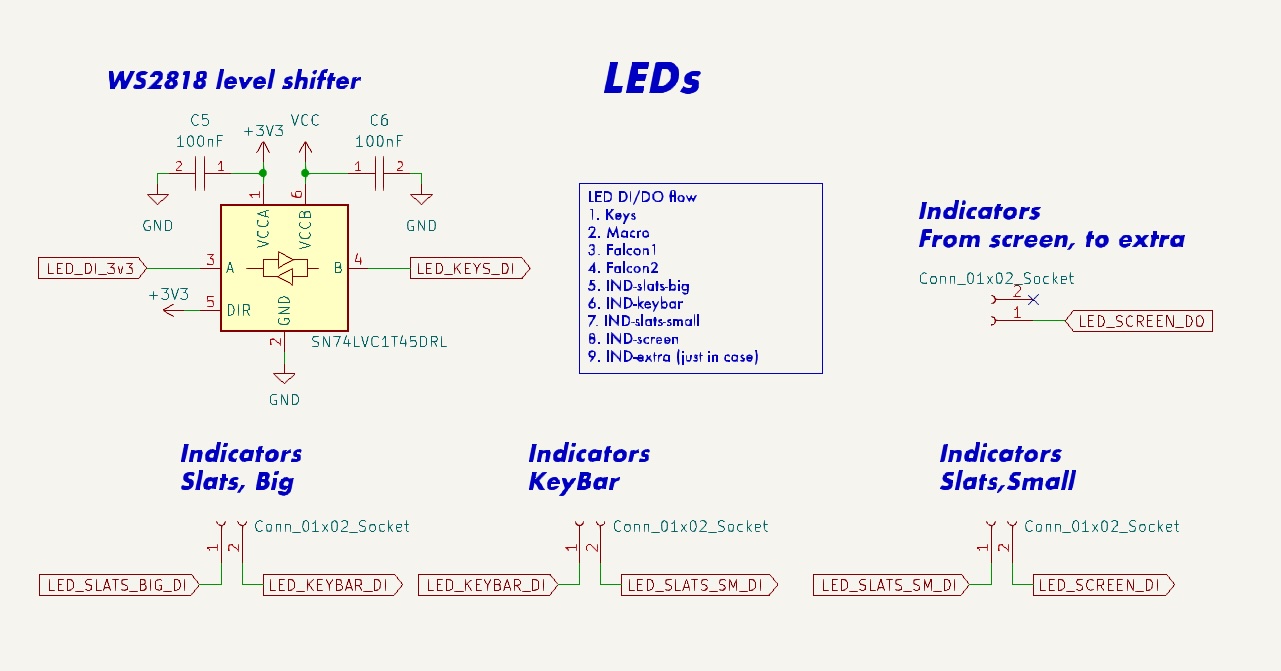 LEDs
WS2818 level shifter
C5
100nF
+3V3
VCC
C6
100nF
2
1
1
2
GND
1
6
GND
VCCA
VCCB
LED_DI_3v3
3
A
B
4
LED_KEYS_DI
+3V3
5
DIR
GND
2
SN74LVC1T45DRL
GND
LED DI/DO flow
1. Keys
2. Macro
3. Falcon1
4. Falcon2
5. IND-slats-big
6. IND-keybar
7. IND-slats-small
8. IND-screen
9. IND-extra (just in case)
Indicators
From screen, to extra
Conn_01x02_Socket
2
1
LED_SCREEN_DO
Indicators
Slats, Big
Conn_01x02_Socket
1
2
LED_SLATS_BIG_DI
LED_KEYBAR_DI
Indicators
KeyBar
Conn_01x02_Socket
1
2
LED_KEYBAR_DI
LED_SLATS_SM_DI
Indicators
Slats,Small
Conn_01x02_Socket
1
2
LED_SLATS_SM_DI
LED_SCREEN_DI